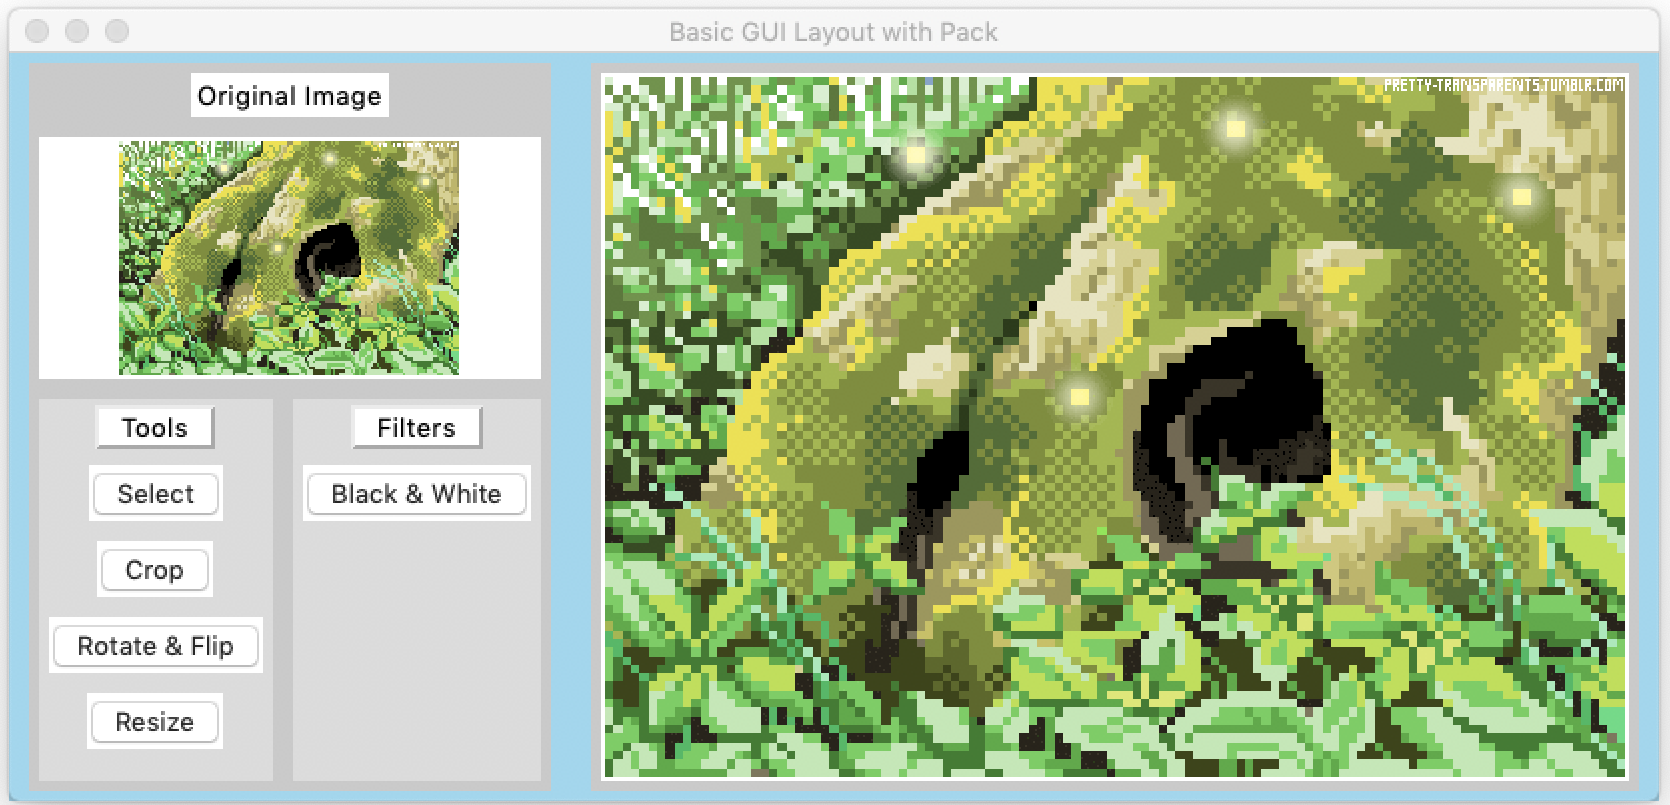 Basic GUI Layout with Pack
Original Image
PRETTY-TRANSPARENTS.TUMBLR.COM
Tools
Filters
Select
Black & White
Crop
Rotate & Flip
Resize